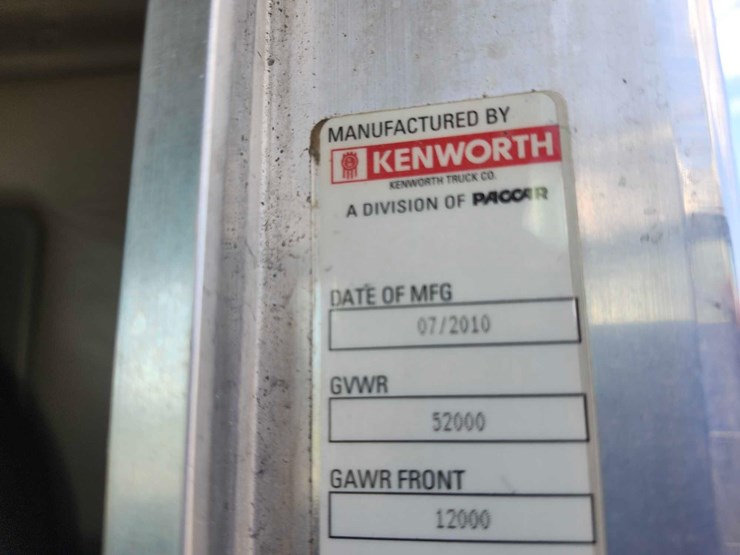 MANUFACTURED BY
KENWORTH
KENWORTH TRUCK CO.
A DIVISION OF PACCAR
DATE OF MFG
07/2010
GVWR
52000
GAWR FRONT
12000